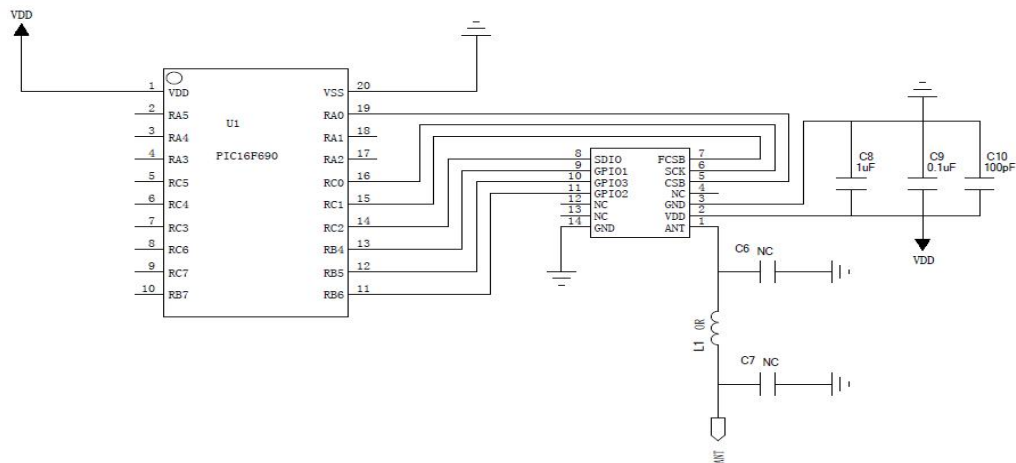 VDD
1 VDD VSS 20
2 RA5 RA0 19
3 RA4 RA1 18
4 RA3 RA2 17
5 RC5 RC0 16
6 RC4 RC1 15
7 RC3 RC2 14
8 RC6 RB4 13
9 RC7 RB5 12
10 RB7 RB6 11
U1
PIC16F690
8 SDIO FCSB 7
9 GPIO1 SCK 6
10 GPIO3 CSB 5
11 GPIO2 NC 4
12 NC GND 3
13 NC VDD 2
14 GND ANT 1
C8
1uF
C9
0.1uF
C10
100pF
VDD
C6 NC
L1 0R
C7 NC
ANT